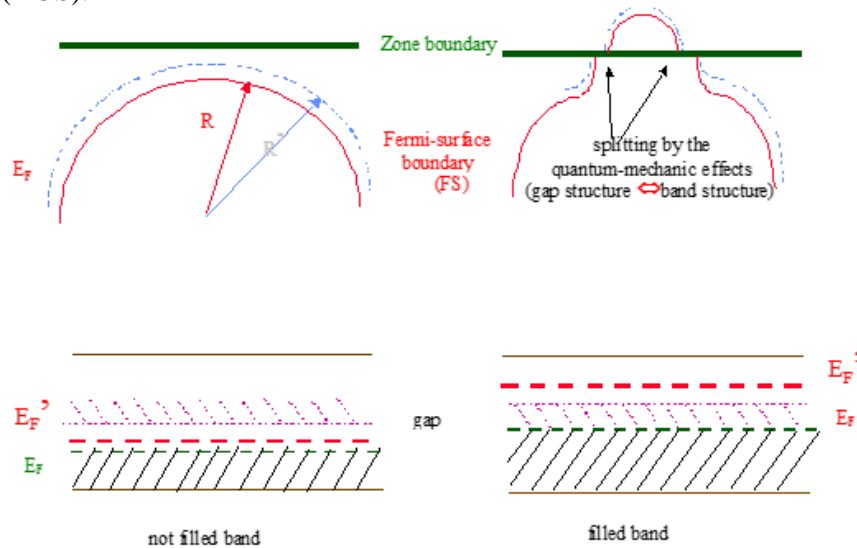 Zone boundary
R
R'
E_F
Fermi-surface
boundary
(FS)
splitting by the
quantum-mechanic effects
(gap structure ⇔ band structure)
E_F'
E_F
gap
E_F'
E_F
not filled band
filled band